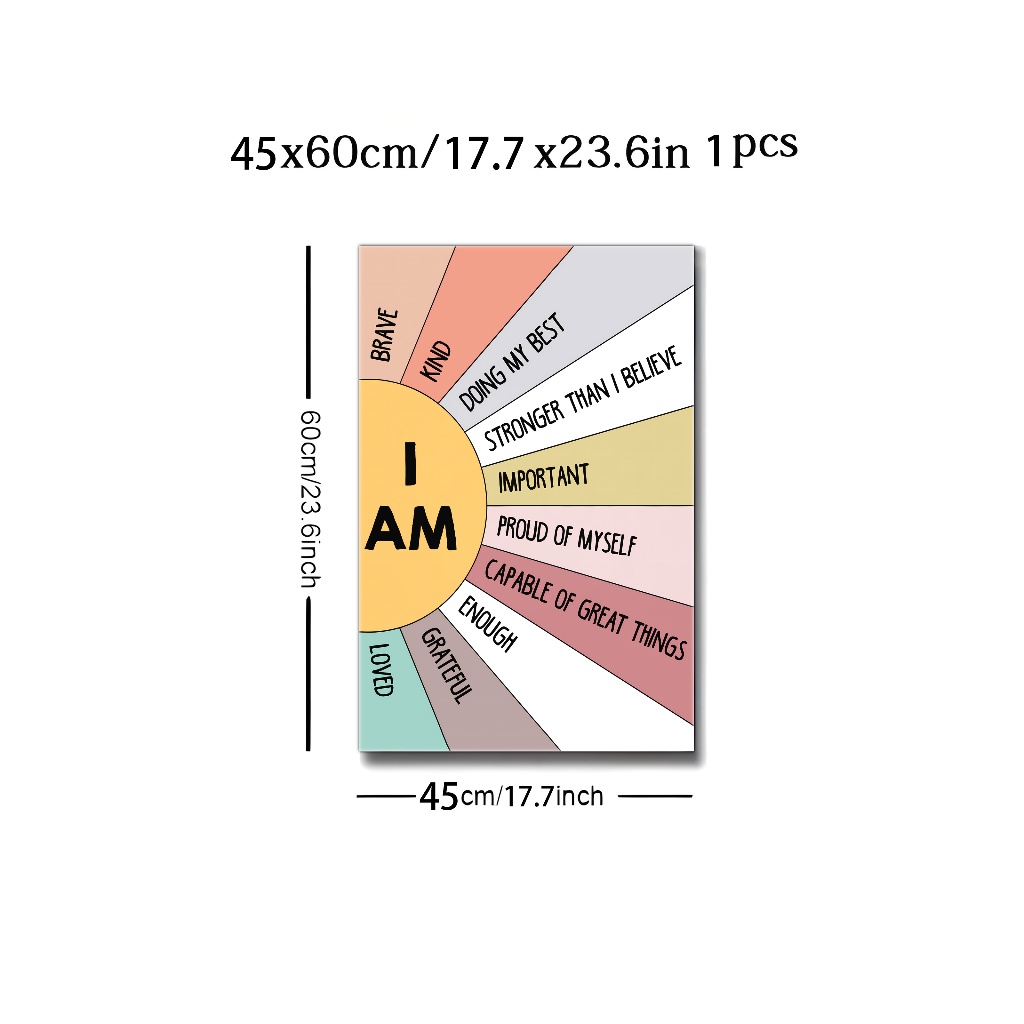 45x60cm/17.7 x23.6in 1pcs
BRAVE
KIND
DOING MY BEST
STRONGER THAN I BELIEVE
IMPORTANT
PROUD OF MYSELF
CAPABLE OF GREAT THINGS
ENOUGH
GRATEFUL
LOVED
I
AM
60cm/23.6inch
45cm/17.7inch